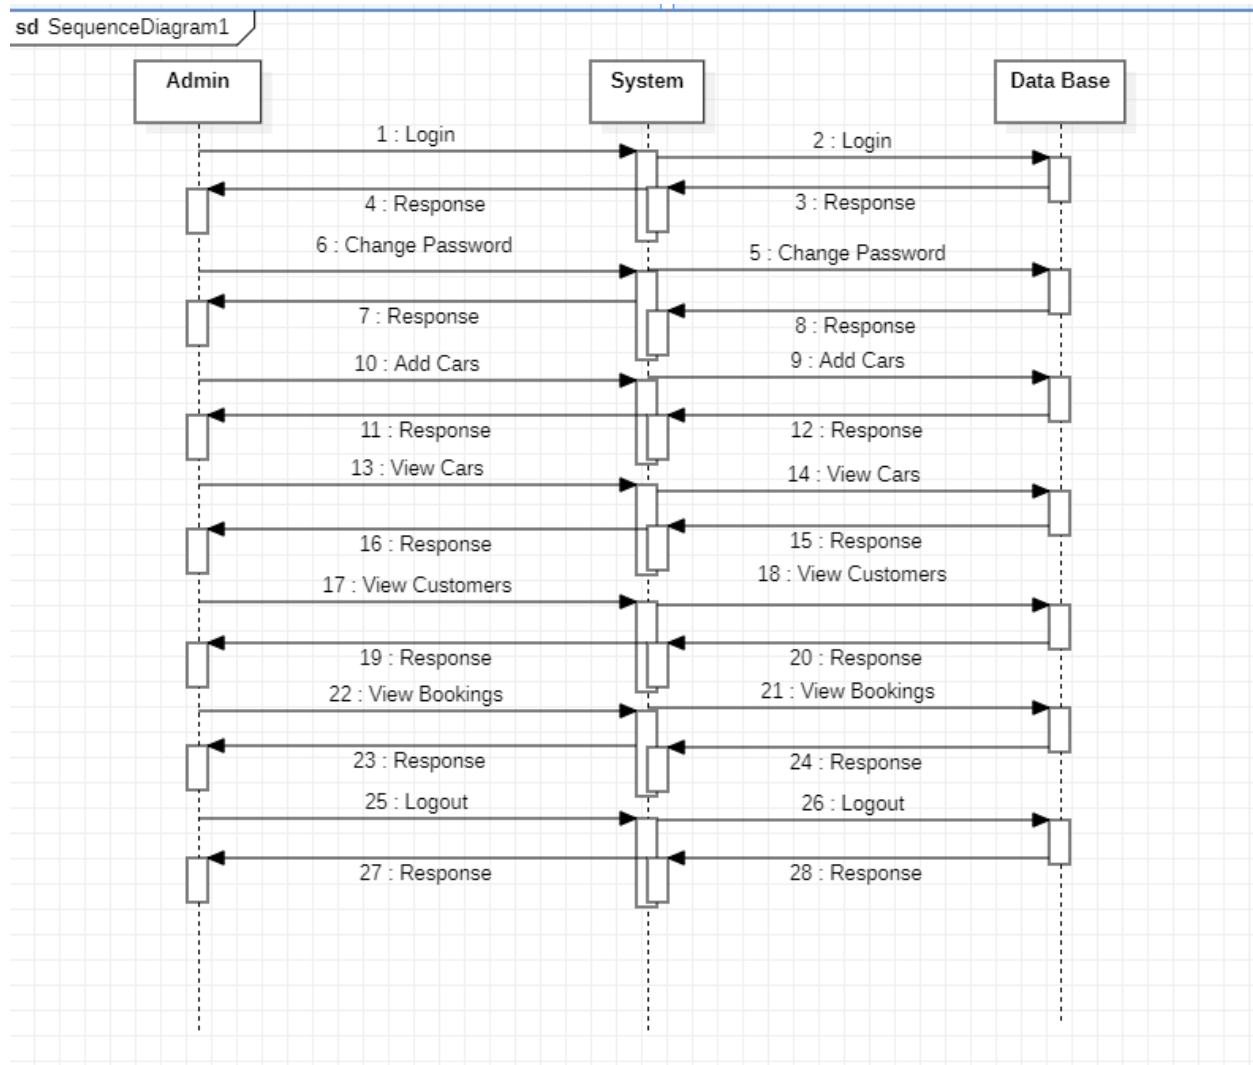 sd SequenceDiagram1
Admin
System
Data Base
1 : Login
2 : Login
4 : Response
3 : Response
6 : Change Password
5 : Change Password
7 : Response
8 : Response
10 : Add Cars
9 : Add Cars
11 : Response
12 : Response
13 : View Cars
14 : View Cars
16 : Response
15 : Response
17 : View Customers
18 : View Customers
19 : Response
20 : Response
22 : View Bookings
21 : View Bookings
23 : Response
24 : Response
25 : Logout
26 : Logout
27 : Response
28 : Response